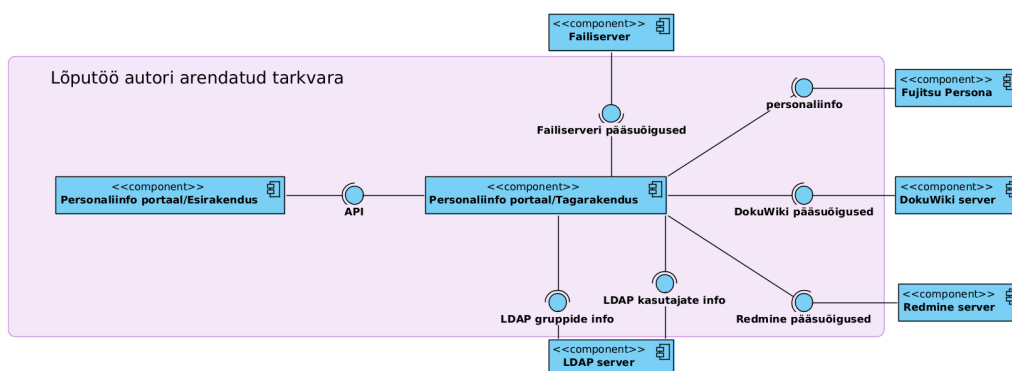 <<component>>
Failiserver
Lõputöö autori arendatud tarkvara
<<component>>
Fujitsu Persona
personaliinfo
Failiserveri pääsuõigused
<<component>>
Personaliinfo portaal/Esirakendus
API
<<component>>
Personaliinfo portaal/Tagarakendus
DokuWiki pääsuõigused
<<component>>
DokuWiki server
LDAP gruppide info
LDAP kasutajate info
Redmine pääsuõigused
<<component>>
Redmine server
<<component>>
LDAP server